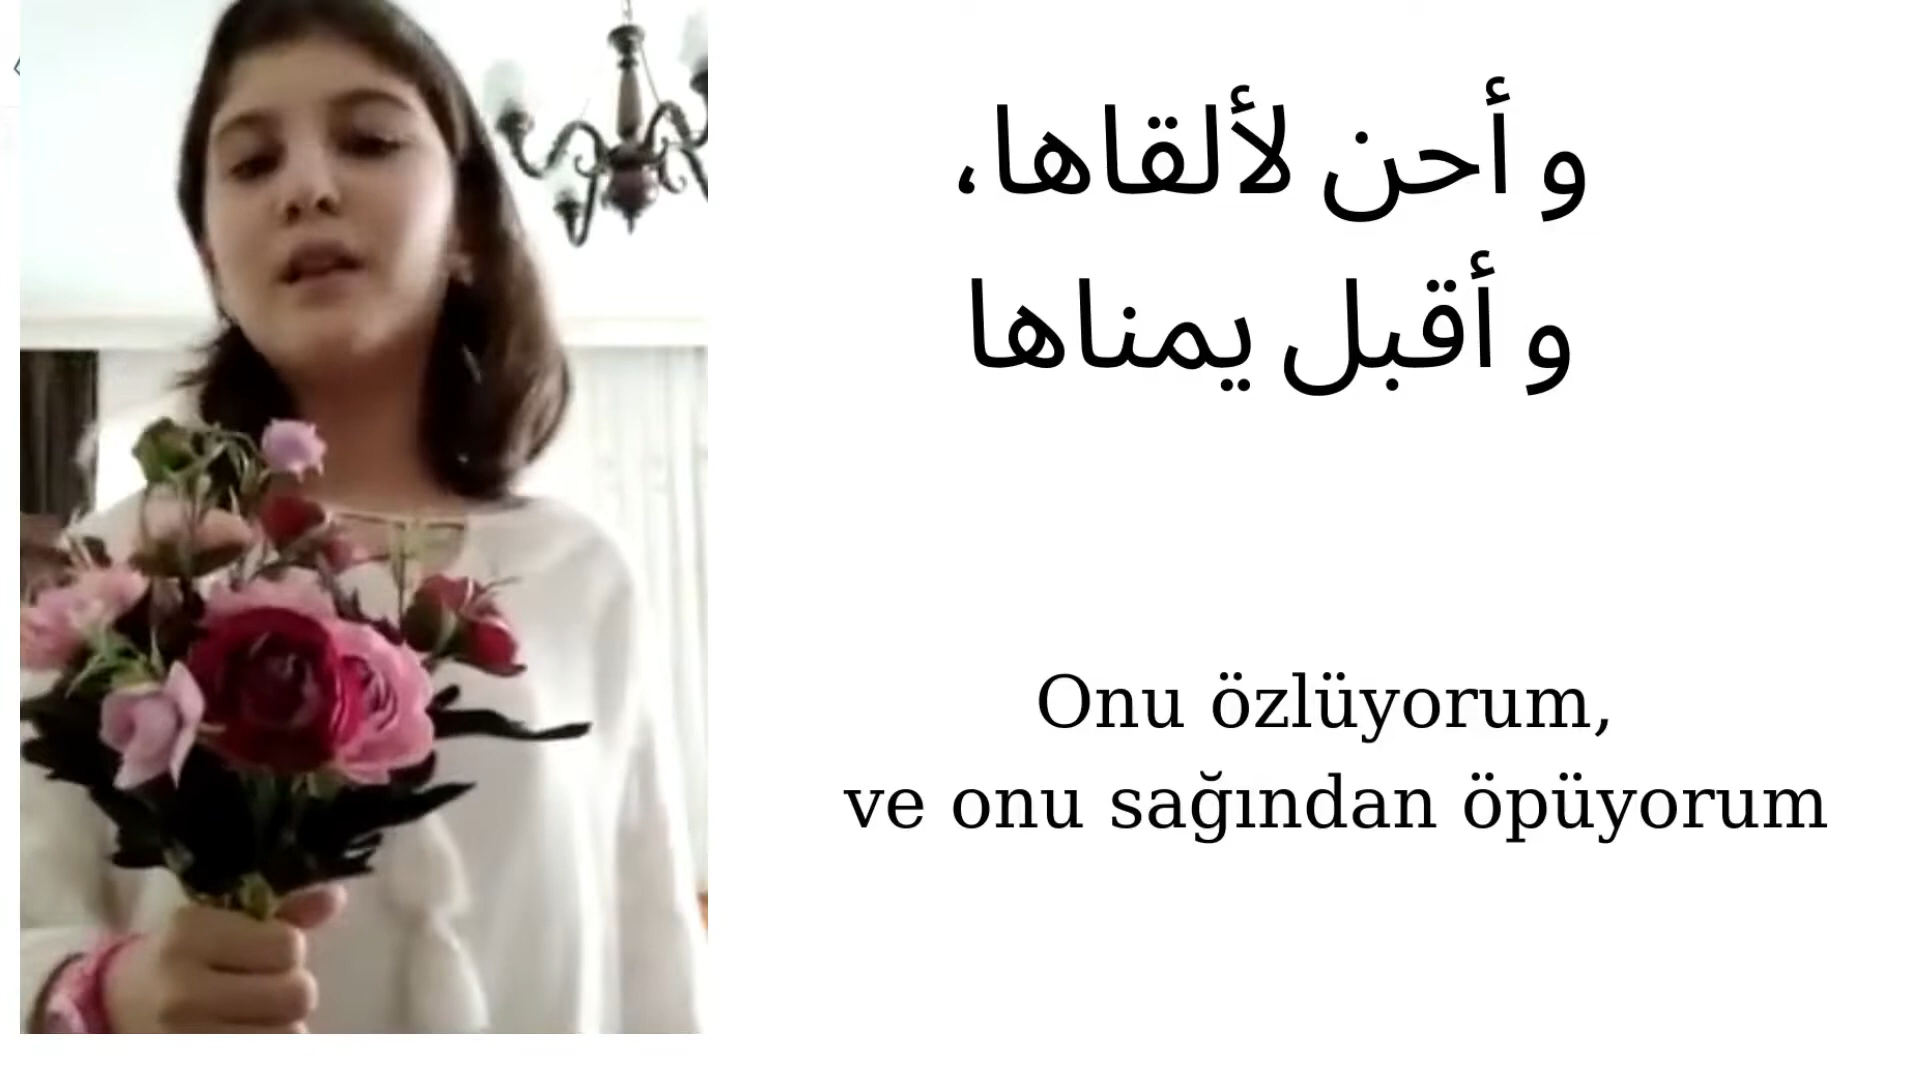 و أحن لألقاها،
و أقبل يمناها
Onu özlüyorum,
ve onu sağından öpüyorum